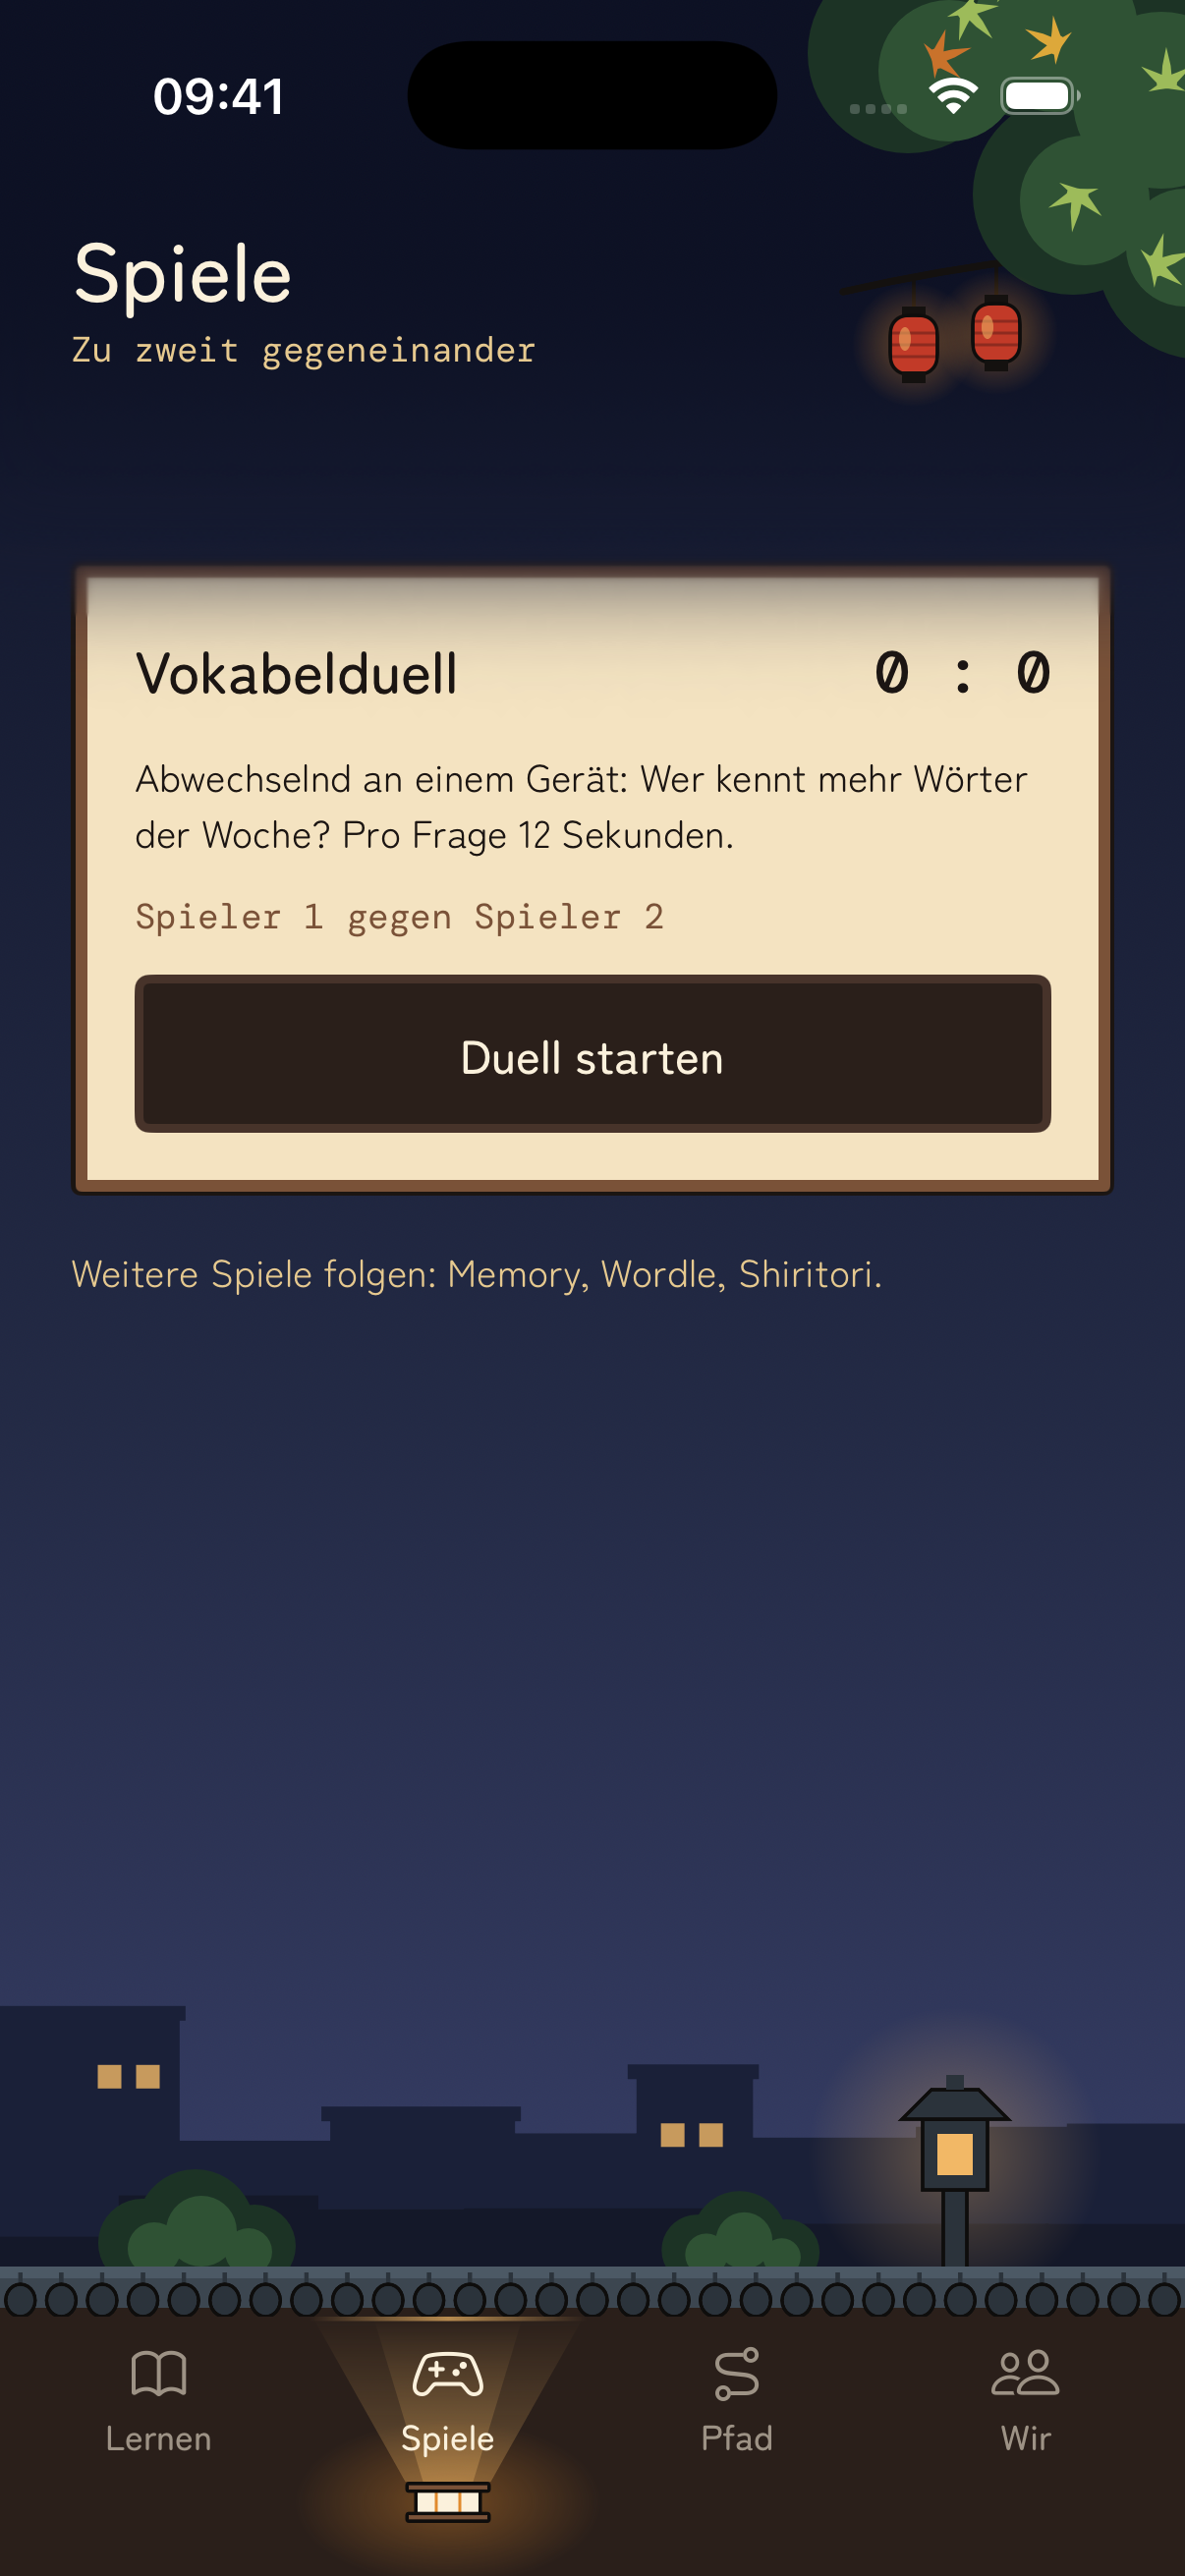 09:41
Spiele
Zu zweit gegeneinander
Vokabelduell
0 : 0
Abwechselnd an einem Gerät: Wer kennt mehr Wörter
der Woche? Pro Frage 12 Sekunden.
Spieler 1 gegen Spieler 2
Duell starten
Weitere Spiele folgen: Memory, Wordle, Shiritori.
Lernen
Spiele
Pfad
Wir